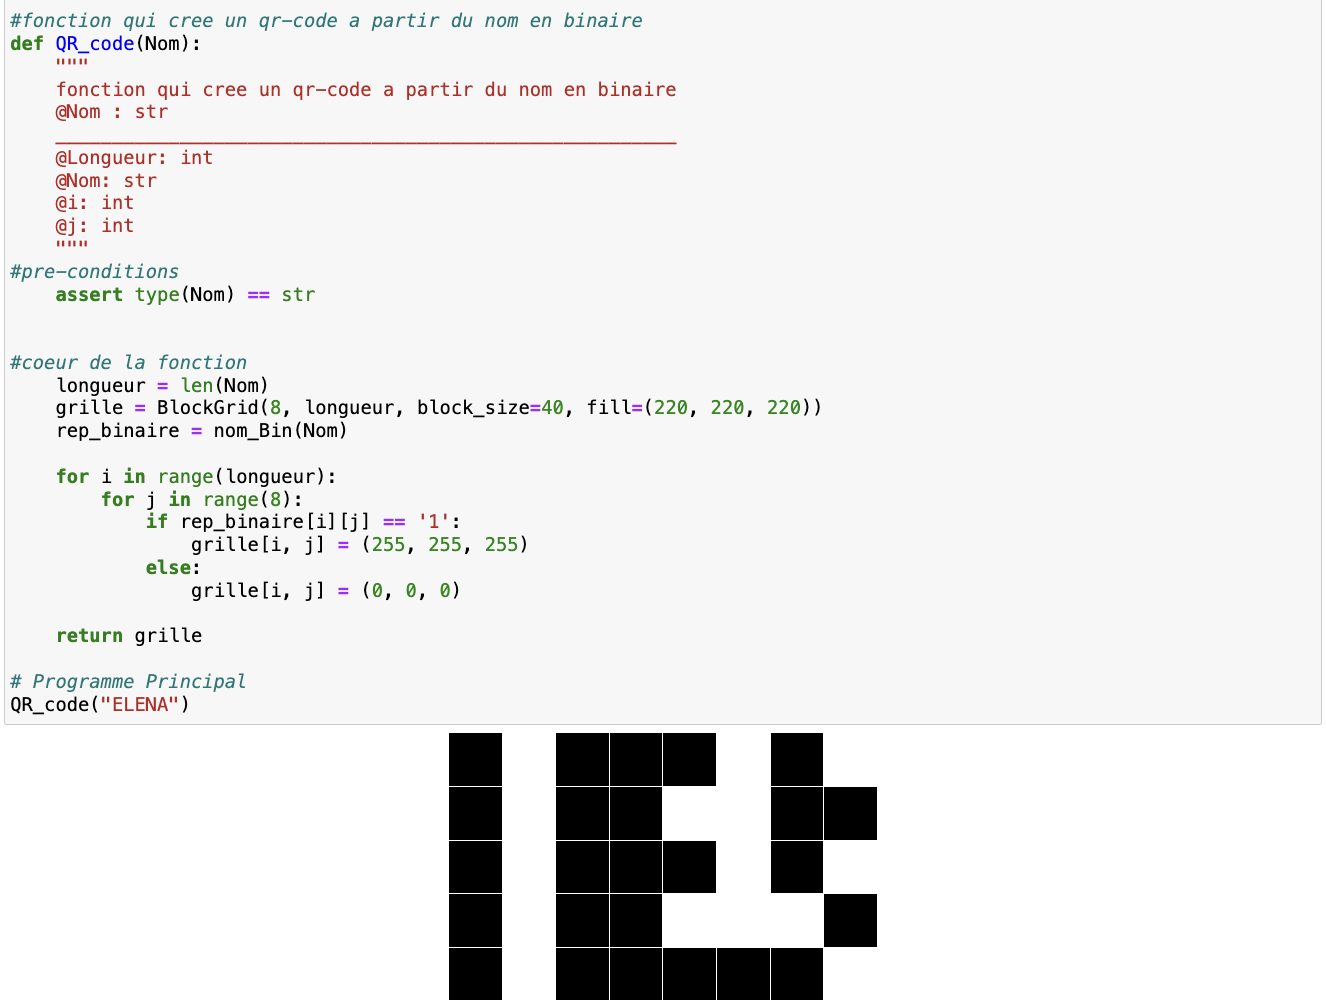 #fonction qui cree un qr-code a partir du nom en binaire
def QR_code(Nom):
    """
    fonction qui cree un qr-code a partir du nom en binaire
    @Nom : str
    _______________________________________________________
    @Longueur: int
    @Nom: str
    @i: int
    @j: int
    """
#pre-conditions
    assert type(Nom) == str
#coeur de la fonction
    longueur = len(Nom)
    grille = BlockGrid(8, longueur, block_size=40, fill=(220, 220, 220))
    rep_binaire = nom_Bin(Nom)
    for i in range(longueur):
        for j in range(8):
            if rep_binaire[i][j] == '1':
                grille[i, j] = (255, 255, 255)
            else:
                grille[i, j] = (0, 0, 0)
    return grille
# Programme Principal
QR_code("ELENA")